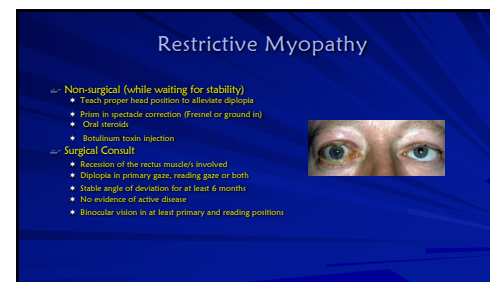 Restrictive Myopathy
Non-surgical (while waiting for stability)
Teach proper head position to alleviate diplopia
Prism in spectacle correction (Fresnel or ground in)
Oral steroids
Botulinum toxin injection
Surgical Consult
Recession of the rectus muscle/s involved
Diplopia in primary gaze, reading gaze or both
Stable angle of deviation for at least 6 months
No evidence of active disease
Binocular vision in at least primary and reading positions